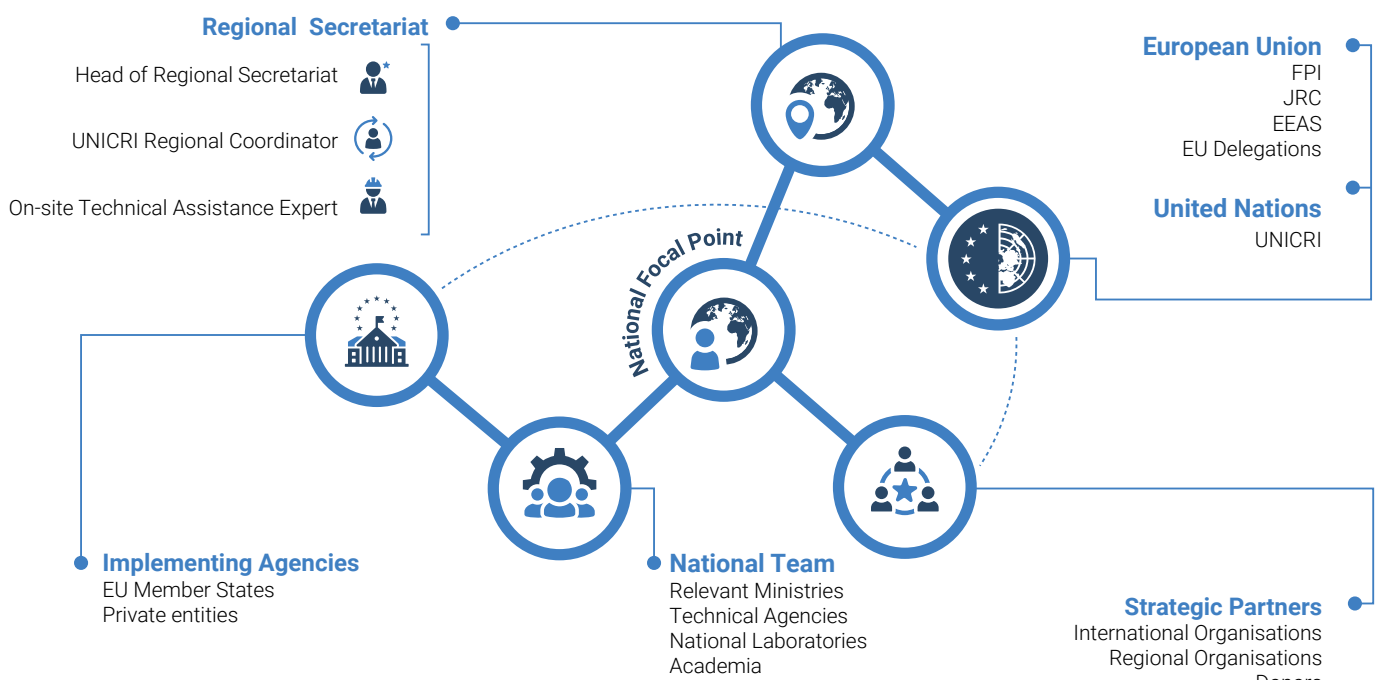 Regional Secretariat
Head of Regional Secretariat
UNICRI Regional Coordinator
On-site Technical Assistance Expert
European Union
FPI
JRC
EEAS
EU Delegations
United Nations
UNICRI
National Focal Point
Implementing Agencies
EU Member States
Private entities
National Team
Relevant Ministries
Technical Agencies
National Laboratories
Academia
Strategic Partners
International Organisations
Regional Organisations
Donors